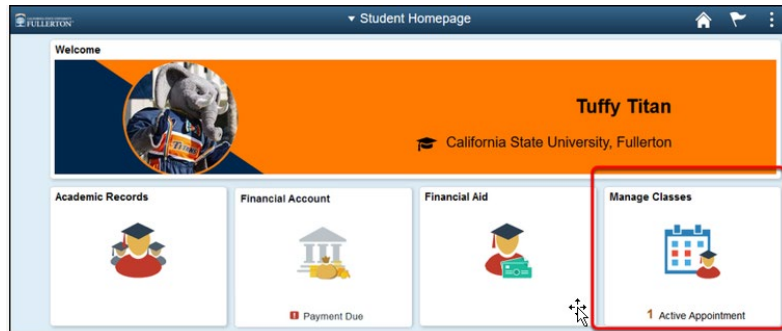 FULLERTON
Student Homepage
Welcome
Tuffy Titan
California State University, Fullerton
Academic Records
Financial Account
Financial Aid
Manage Classes
Payment Due
1 Active Appointment